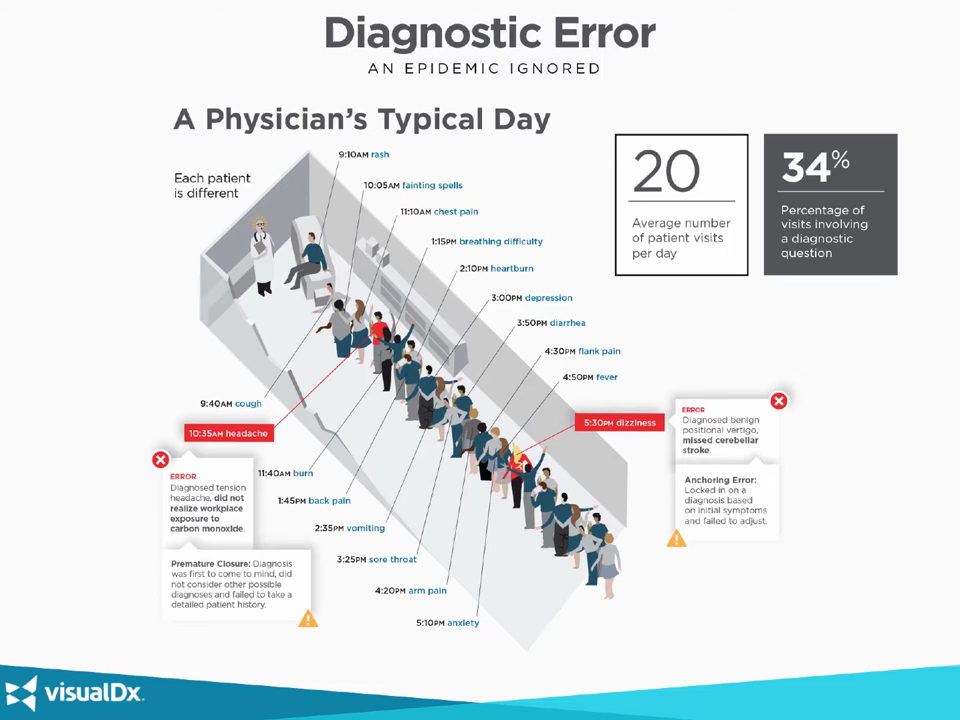 Diagnostic Error
AN EPIDEMIC IGNORED
A Physician's Typical Day
Each patient
is different
20
Average number
of patient visits
per day
34%
Percentage of
visits involving
a diagnostic
question
9:10AM rash
10:05AM fainting spells
11:10AM chest pain
1:15PM breathing difficulty
2:10PM heartburn
3:00PM depression
3:50PM diarrhea
4:30PM flank pain
4:50PM fever
5:30PM dizziness
ERROR
Diagnosed benign
positional vertigo,
missed cerebellar
stroke.
Anchoring Error:
Locked in on a
diagnosis based
on initial symptoms
and failed to adjust.
9:40AM cough
10:35AM headache
ERROR
Diagnosed tension
headache, did not
realize workplace
exposure to
carbon monoxide.
Premature Closure: Diagnosis
was first to come to mind, did
not consider other possible
diagnoses and failed to take a
detailed patient history.
11:40AM burn
1:45PM back pain
2:35PM vomiting
3:25PM sore throat
4:20PM arm pain
5:10PM anxiety
visualDx.